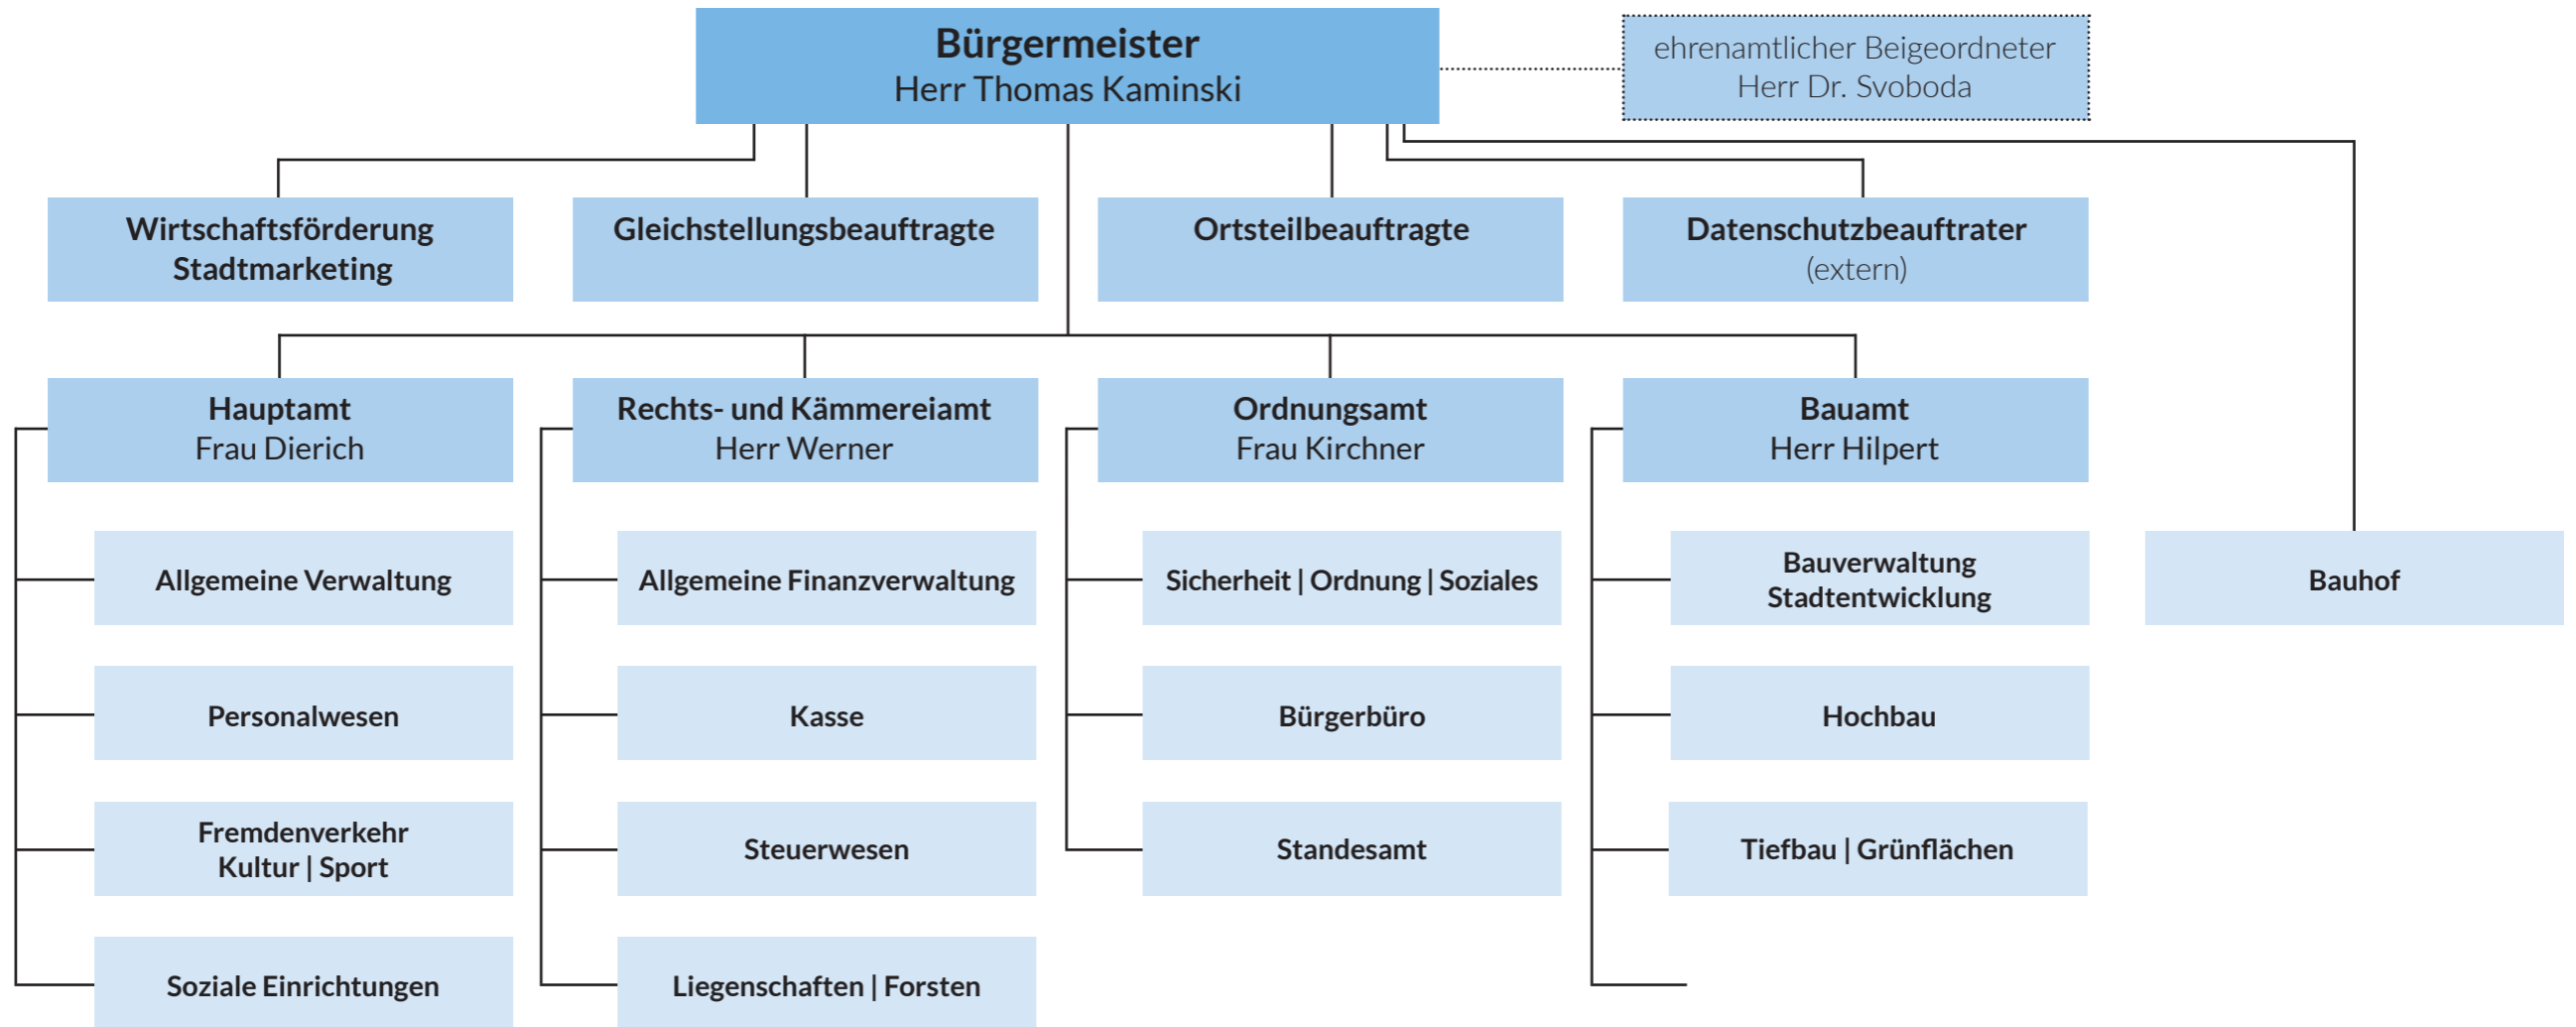 Bürgermeister
Herr Thomas Kaminski
ehrenamtlicher Beigeordneter
Herr Dr. Svoboda
Wirtschaftsförderung
Stadtmarketing
Gleichstellungsbeauftragte
Ortsteilbeauftragte
Datenschutzbeauftrater
(extern)
Hauptamt
Frau Dierich
Rechts- und Kämmereiamt
Herr Werner
Ordnungsamt
Frau Kirchner
Bauamt
Herr Hilpert
Allgemeine Verwaltung
Allgemeine Finanzverwaltung
Sicherheit | Ordnung | Soziales
Bauverwaltung
Stadtentwicklung
Bauhof
Personalwesen
Kasse
Bürgerbüro
Hochbau
Fremdenverkehr
Kultur | Sport
Steuerwesen
Standesamt
Tiefbau | Grünflächen
Soziale Einrichtungen
Liegenschaften | Forsten